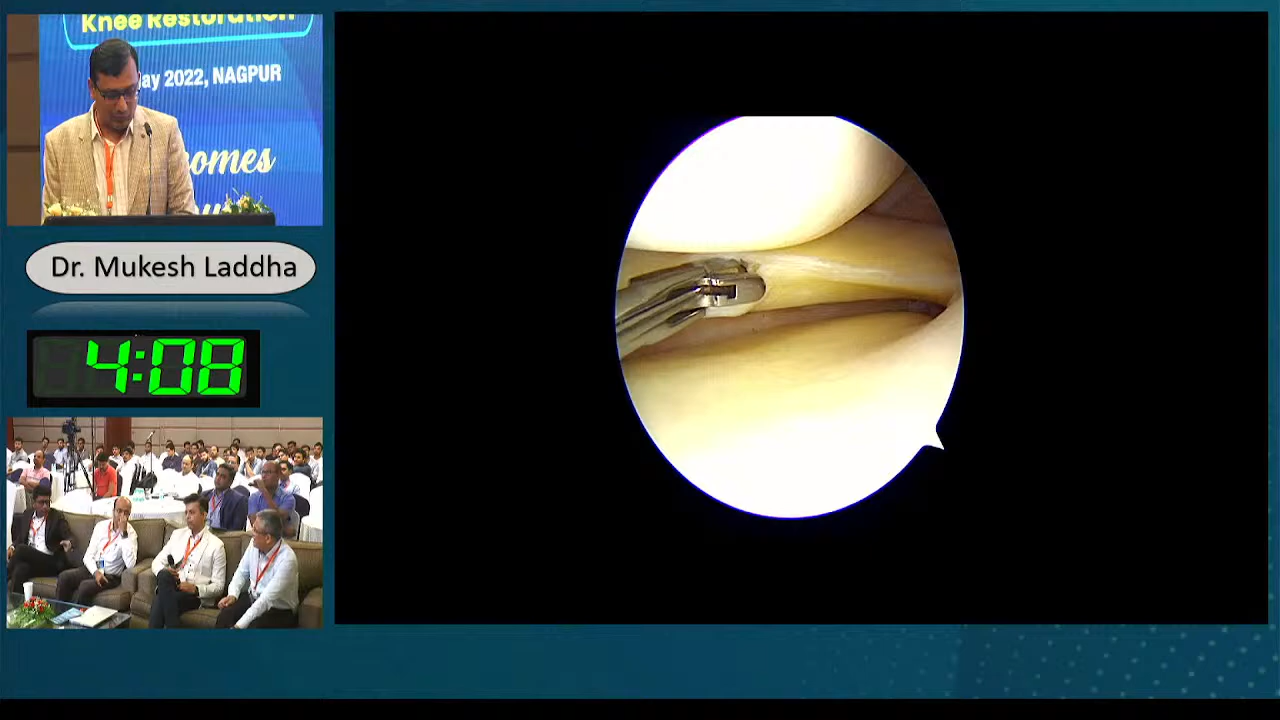 Knee Restoration
ay 2022, NAGPUR
omes
Dr. Mukesh Laddha
4:08